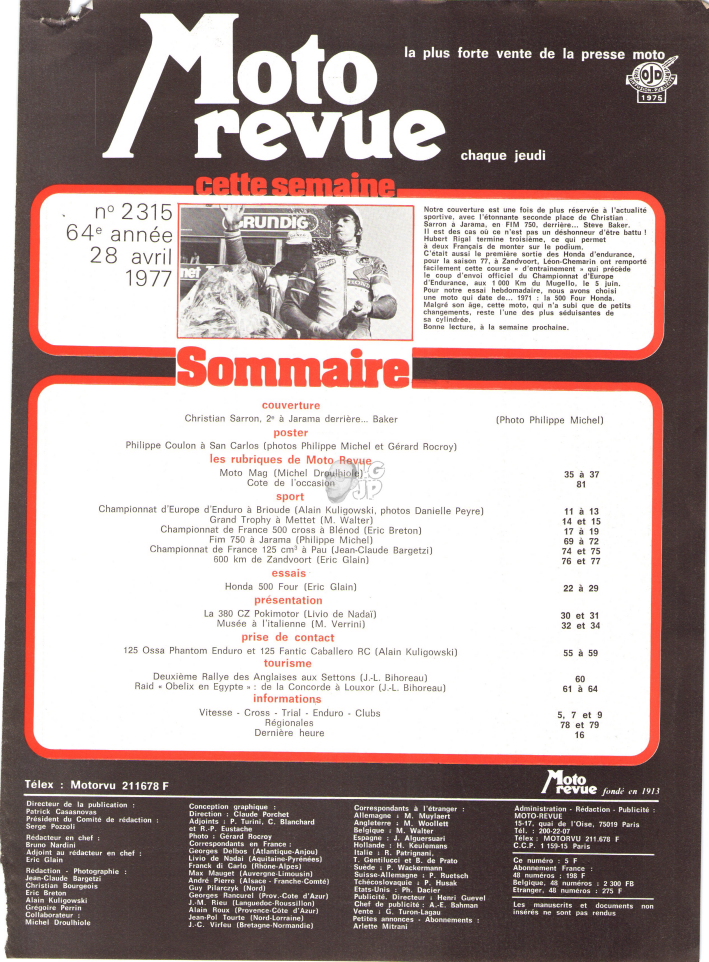 Moto
revue
la plus forte vente de la presse moto
OJD
1975
chaque jeudi
cette semaine
nº 2315
64e année
28 avril
1977
GRUNDIG
Notre couverture est une fois de plus réservée à l'actualité
sportive, avec l'étonnante seconde place de Christian
Sarron a Jarama, en FIM 750, derrière... Steve Baker.
Il est des cas où ce n'est pas un déshonneur d'être battu !
Hubert Rigal termine troisième, ce qui permet
à deux Français de monter sur le podium.
C'était aussi la première sortie des Honda d'endurance,
pour la saison 77, à Zandvoort, Léon-Chemarin ont remporté
facilement cette course « d'entrainement » qui précède
le coup d'envoi officiel du Championnat d'Europe
d'Endurance, aux 1 000 Km du Mugello, le 5 juin.
Pour notre essai hebdomadaire, nous avons choisi
une moto qui date de... 1971 : la 500 Four Honda.
Malgré son âge, cette moto, qui n'a subi que de petits
changements, reste l'une des plus séduisantes de
sa cylindrée.
Bonne lecture, à la semaine prochaine.
Sommaire
couverture
Christian Sarron, 2e à Jarama derrière... Baker (Photo Philippe Michel)
poster
Philippe Coulon à San Carlos (photos Philippe Michel et Gérard Rocroy)
les rubriques de Moto Revue
Moto Mag (Michel Droulhiole) 35 à 37
Cote de l'occasion 81
GJP
sport
Championnat d'Europe d'Enduro à Brioude (Alain Kuligowski, photos Danielle Peyre) 11 à 13
Grand Trophy à Mettet (M. Walter) 14 et 15
Championnat de France 500 cross à Blénod (Eric Breton) 17 à 19
Fim 750 à Jarama (Philippe Michel) 69 à 72
Championnat de France 125 cm³ à Pau (Jean-Claude Bargetzi) 74 et 75
600 km de Zandvoort (Eric Glain) 76 et 77
essais
Honda 500 Four (Eric Glain) 22 à 29
présentation
La 380 CZ Pokimotor (Livio de Nadaï) 30 et 31
Musée à l'italienne (M. Verrini) 32 et 34
prise de contact
125 Ossa Phantom Enduro et 125 Fantic Caballero RC (Alain Kuligowski) 55 à 59
tourisme
Deuxième Rallye des Anglaises aux Settons (J.-L. Bihoreau) 60
Raid « Obelix en Egypte » : de la Concorde à Louxor (J.-L. Bihoreau) 61 à 64
informations
Vitesse - Cross - Trial - Enduro - Clubs 5, 7 et 9
Régionales 78 et 79
Dernière heure 16
Télex : Motorvu 211678 F
Moto
revue fondé en 1913
Directeur de la publication :
Patrick Casasnovas
Président du Comité de rédaction :
Serge Pozzoli
Rédacteur en chef :
Bruno Nardini
Adjoint au rédacteur en chef :
Eric Glain
Rédaction - Photographie :
Jean-Claude Bargetzi
Christian Bourgeois
Eric Breton
Alain Kuligowski
Grégoire Perrin
Collaborateur :
Michel Droulhiole
Conception graphique :
Direction : Claude Porchet
Adjoints : P. Turini, C. Blanchard
et R.-P. Eustache
Photo : Gérard Rocroy
Correspondants en France :
Georges Delbos (Atlantique-Anjou)
Livio de Nadaï (Aquitaine-Pyrénées)
Franck di Carlo (Rhône-Alpes)
Max Mauget (Auvergne-Limousin)
André Pierre (Alsace - Franche-Comté)
Guy Pilarczyk (Nord)
Georges Rancurel (Prov.-Cote d'Azur)
J.-M. Rieu (Languedoc-Roussillon)
Alain Roux (Provence-Côte d'Azur)
Jean-Pol Tourte (Nord-Lorraine)
J.-C. Virfeu (Bretagne-Normandie)
Correspondants à l'étranger :
Allemagne : M. Muylaert
Angleterre : M. Woollett
Belgique : M. Walter
Espagne : J. Alguersuari
Hollande : H. Keulemans
Italie : R. Patrignani,
T. Gentilucci et B. de Prato
Suède : P. Wackermann
Suisse-Allemagne : P. Ruetsch
Tchécoslovaquie : P. Husak
Etats-Unis : Ph. Dacier
Publicité. Directeur : Henri Guevel
Chef de publicité : A.-E. Bahman
Vente : G. Turon-Lagau
Petites annonces - Abonnements :
Arlette Mitrani
Administration - Rédaction - Publicité :
MOTO-REVUE
15-17, quai de l'Oise, 75019 Paris
Tél. : 200-22-07
Télex : MOTORVU 211.678 F
C.C.P. 1 159-15 Paris
Ce numéro : 5 F
Abonnement France :
48 numéros : 198 F
Belgique, 48 numéros : 2 300 FB
Etranger, 48 numéros : 275 F
Les manuscrits et documents non
insérés ne sont pas rendus